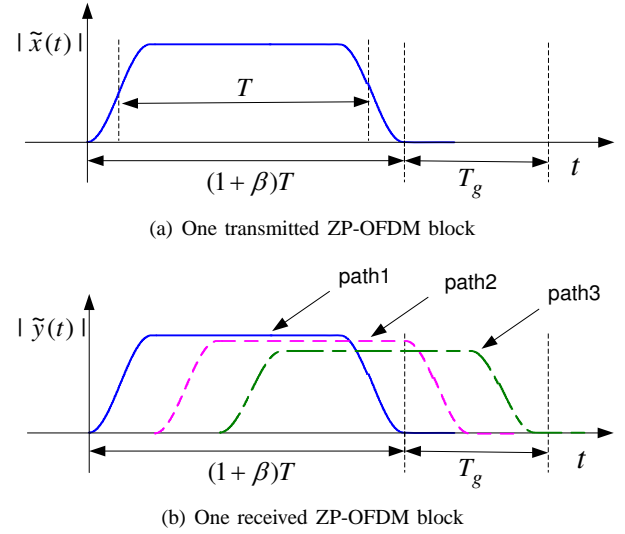 | x̃(t) |
T
(1 + β)T
T_g
t
(a) One transmitted ZP-OFDM block
path1
path2
path3
| ỹ(t) |
(1 + β)T
T_g
t
(b) One received ZP-OFDM block